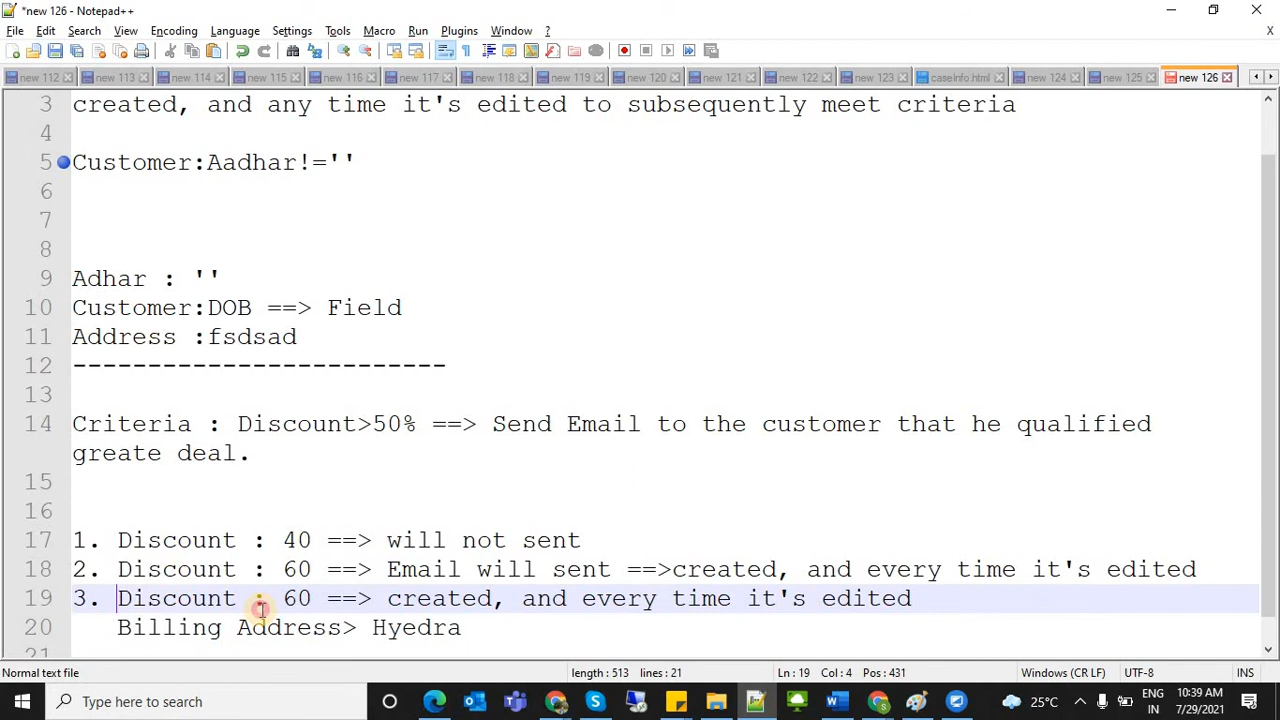 *new 126 - Notepad++
File Edit Search View Encoding Language Settings Tools Macro Run Plugins Window ?
X
new 112 new 113 new 114 new 115 new 116 new 117 new 118 new 119 new 120 new 121 new 122 new 123 caseInfo.html new 124 new 125 new 126
3 created, and any time it's edited to subsequently meet criteria
4
5 Customer:Aadhar!=''
6
7
8
9 Adhar : ''
10 Customer:DOB ==> Field
11 Address :fsdsad
12 -------------------------
13
14 Criteria : Discount>50% ==> Send Email to the customer that he qualified
greate deal.
15
16
17 1. Discount : 40 ==> will not sent
18 2. Discount : 60 ==> Email will sent ==>created, and every time it's edited
19 3. Discount : 60 ==> created, and every time it's edited
20 Billing Address> Hyedra
21
Normal text file length : 513 lines : 21 Ln : 19 Col : 4 Pos : 431 Windows (CR LF) UTF-8 INS
Type here to search 25°C ENG IN 10:39 AM 7/29/2021